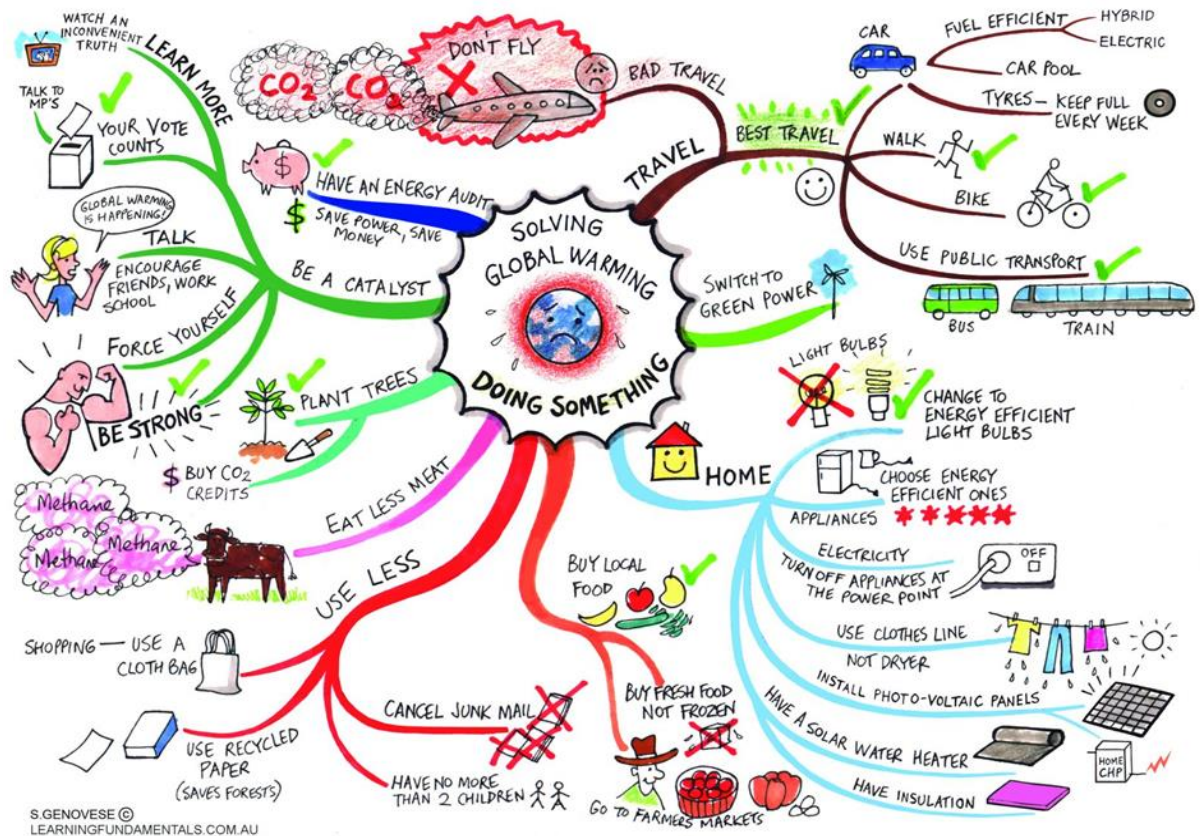 SOLVING
GLOBAL WARMING
DOING SOMETHING
TRAVEL
BAD TRAVEL
DON'T FLY
CO2
CO2
BEST TRAVEL
CAR
FUEL EFFICIENT
HYBRID
ELECTRIC
CAR POOL
TYRES — KEEP FULL
EVERY WEEK
WALK
BIKE
USE PUBLIC TRANSPORT
BUS
TRAIN
SWITCH TO
GREEN POWER
HOME
LIGHT BULBS
CHANGE TO
ENERGY EFFICIENT
LIGHT BULBS
CHOOSE ENERGY
EFFICIENT ONES
APPLIANCES
ELECTRICITY
TURN OFF APPLIANCES AT
THE POWER POINT
OFF
USE CLOTHES LINE
NOT DRYER
INSTALL PHOTO-VOLTAIC PANELS
HOME
CHP
HAVE A SOLAR WATER HEATER
HAVE INSULATION
BUY LOCAL
FOOD
BUY FRESH FOOD
NOT FROZEN
GO TO FARMERS MARKETS
USE LESS
SHOPPING — USE A
CLOTH BAG
USE RECYCLED
PAPER
(SAVES FORESTS)
CANCEL JUNK MAIL
HAVE NO MORE
THAN 2 CHILDREN
EAT LESS MEAT
Methane
Methane
Methane
PLANT TREES
$ BUY CO2
CREDITS
BE A CATALYST
LEARN MORE
WATCH AN
INCONVENIENT
TRUTH
TALK TO
MP'S
YOUR VOTE
COUNTS
GLOBAL WARMING
IS HAPPENING!
TALK
ENCOURAGE
FRIENDS, WORK
SCHOOL
FORCE YOURSELF
BE STRONG
$
HAVE AN ENERGY AUDIT
$
SAVE POWER, SAVE
MONEY
S.GENOVESE ©
LEARNINGFUNDAMENTALS.COM.AU